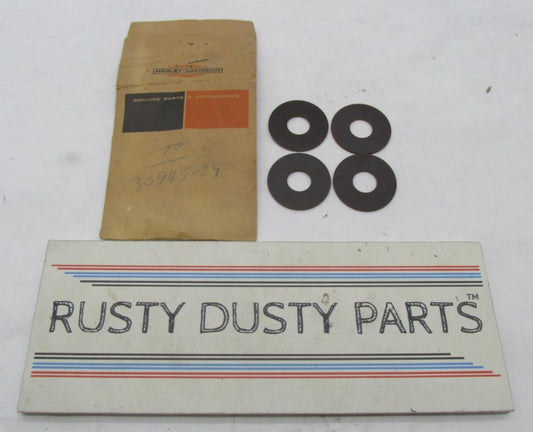 HARLEY-DAVIDSON
GENUINE PARTS & ACCESSORIES
30985-29
RUSTY DUSTY PARTS™